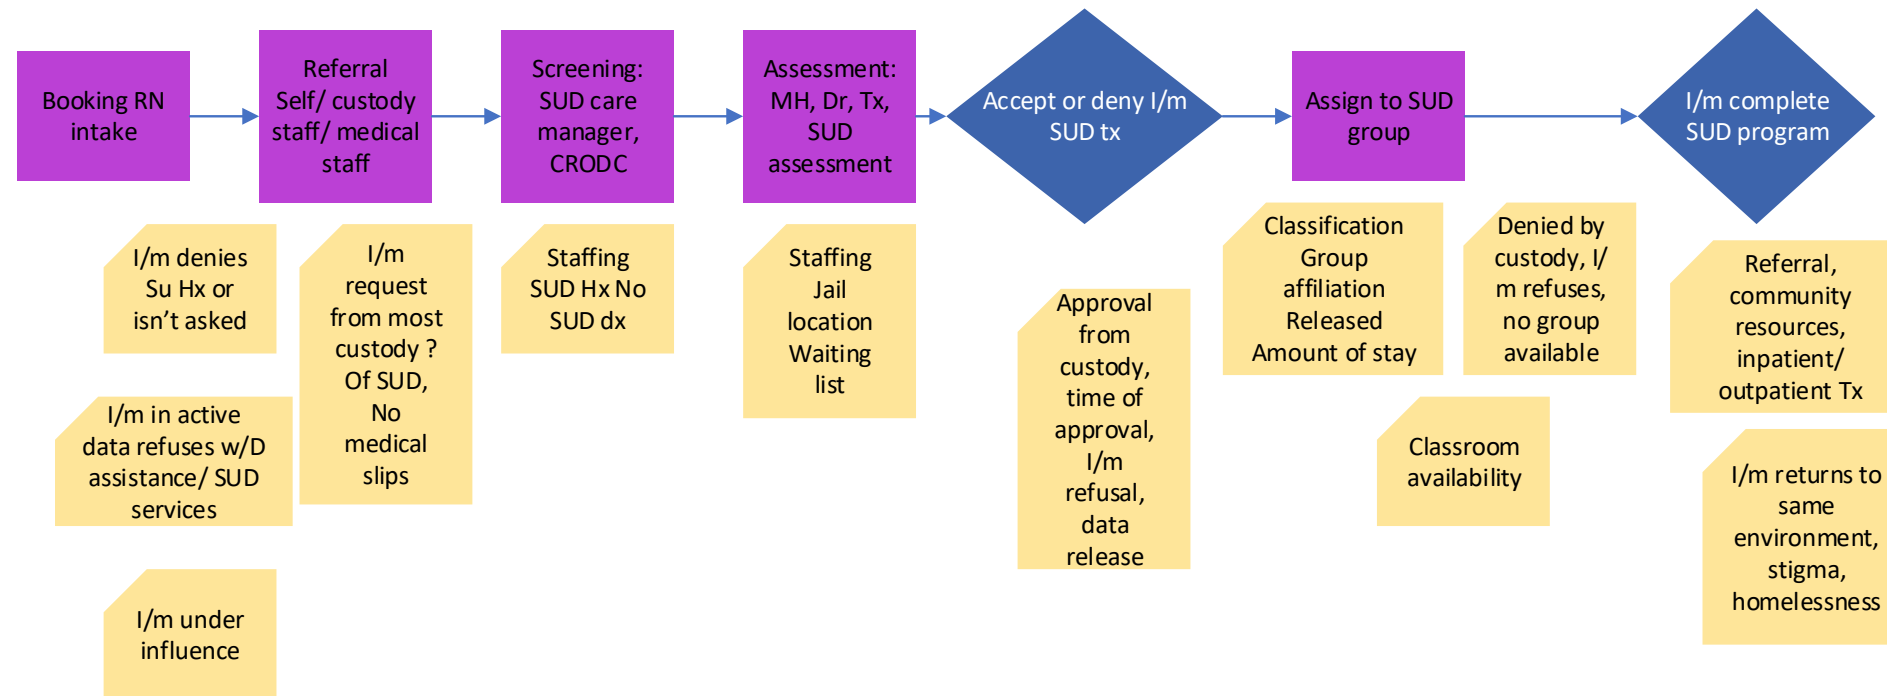 Booking RN
intake
Referral
Self/ custody
staff/ medical
staff
Screening:
SUD care
manager,
CRODC
Assessment:
MH, Dr, Tx,
SUD
assessment
Accept or deny I/m
SUD tx
Assign to SUD
group
I/m complete
SUD program
I/m denies
Su Hx or
isn’t asked
I/m in active
data refuses w/D
assistance/ SUD
services
I/m under
influence
I/m
request
from most
custody ?
Of SUD,
No
medical
slips
Staffing
SUD Hx No
SUD dx
Staffing
Jail
location
Waiting
list
Approval
from
custody,
time of
approval,
I/m
refusal,
data
release
Classification
Group
affiliation
Released
Amount of stay
Denied by
custody, I/
m refuses,
no group
available
Classroom
availability
Referral,
community
resources,
inpatient/
outpatient Tx
I/m returns to
same
environment,
stigma,
homelessness